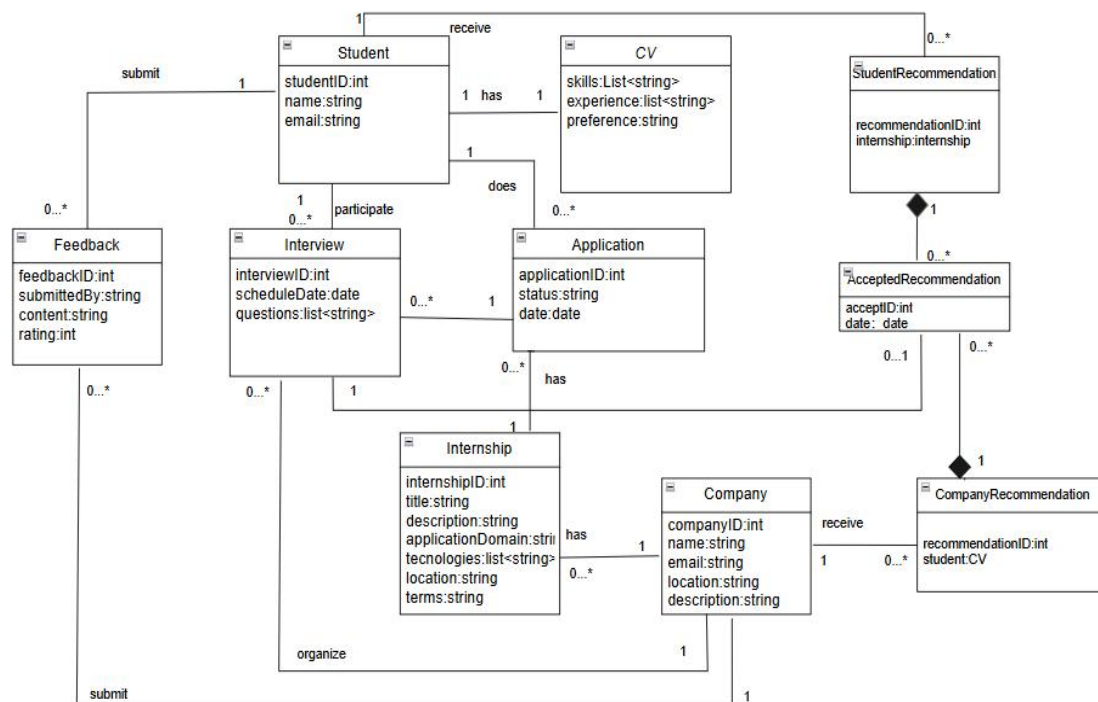 1
receive
0...*
Student
studentID:int
name:string
email:string
CV
skills:List<string>
experience:list<string>
preference:string
StudentRecommendation
recommendationID:int
internship:internship
submit
1
1 has 1
1
does
0...*
1
0...*
participate
0...*
1
0...*
Feedback
feedbackID:int
submittedBy:string
content:string
rating:int
Interview
interviewID:int
scheduleDate:date
questions:list<string>
0...* 1
Application
applicationID:int
status:string
date:date
AcceptedRecommendation
acceptID:int
date: date
0...*
0...*
1
0...*
has
1
0...1
0...*
1
Internship
internshipID:int
title:string
description:string
applicationDomain:strin
tecnologies:list<string>
location:string
terms:string
has
0...*
1
Company
companyID:int
name:string
email:string
location:string
description:string
receive
1
0...*
CompanyRecommendation
recommendationID:int
student:CV
organize
1
submit
1